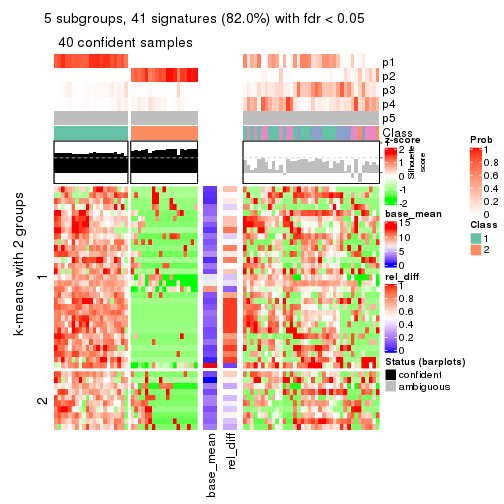 5 subgroups, 41 signatures (82.0%) with fdr < 0.05
40 confident samples
p1
p2
p3
p4
p5
Class
k-means with 2 groups
1
2
base_mean
rel_diff
z-score
2
1
0
-1
-2
Silhouette
score
base_mean
15
10
5
0
rel_diff
1
0.8
0.6
0.4
0.2
0
Status (barplots)
confident
ambiguous
Prob
1
0.8
0.6
0.4
0.2
0
Class
1
2